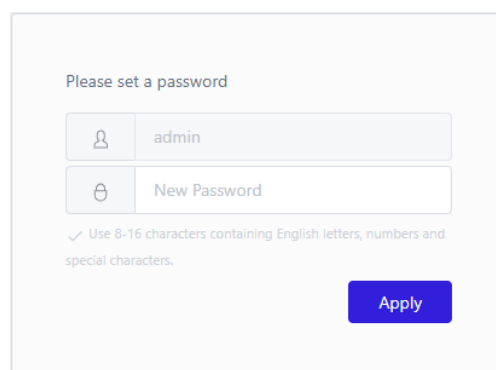 Please set a password
admin
New Password
Use 8-16 characters containing English letters, numbers and
special characters.
Apply